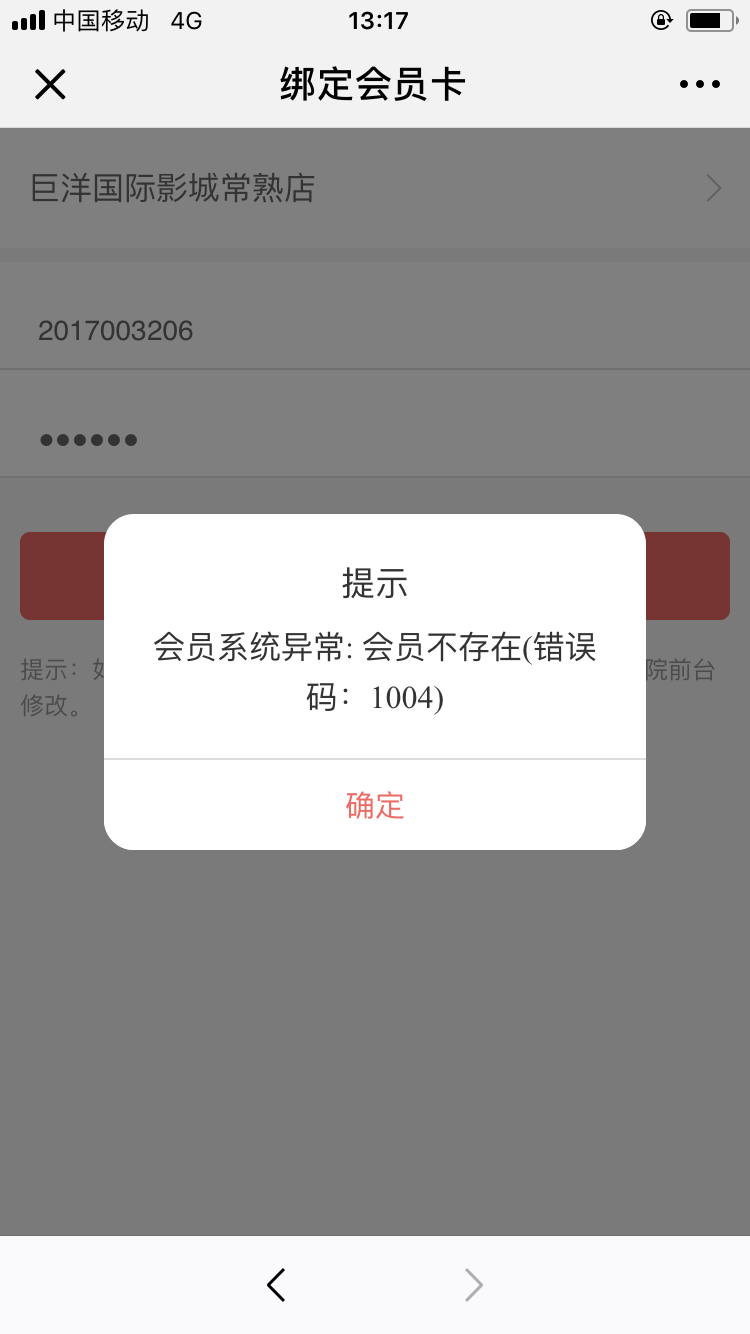 中国移动 4G 13:17
绑定会员卡
巨洋国际影城常熟店
2017003206
提示
会员系统异常: 会员不存在(错误
码：1004)
确定
提示：
院前台
修改。